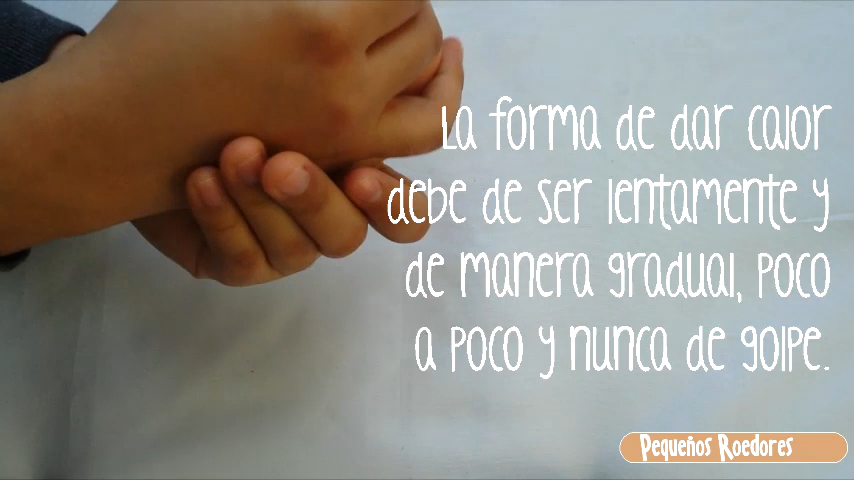 La forma de dar calor
debe de ser lentamente y
de manera gradual, poco
a poco y nunca de golpe.
Pequeños Roedores